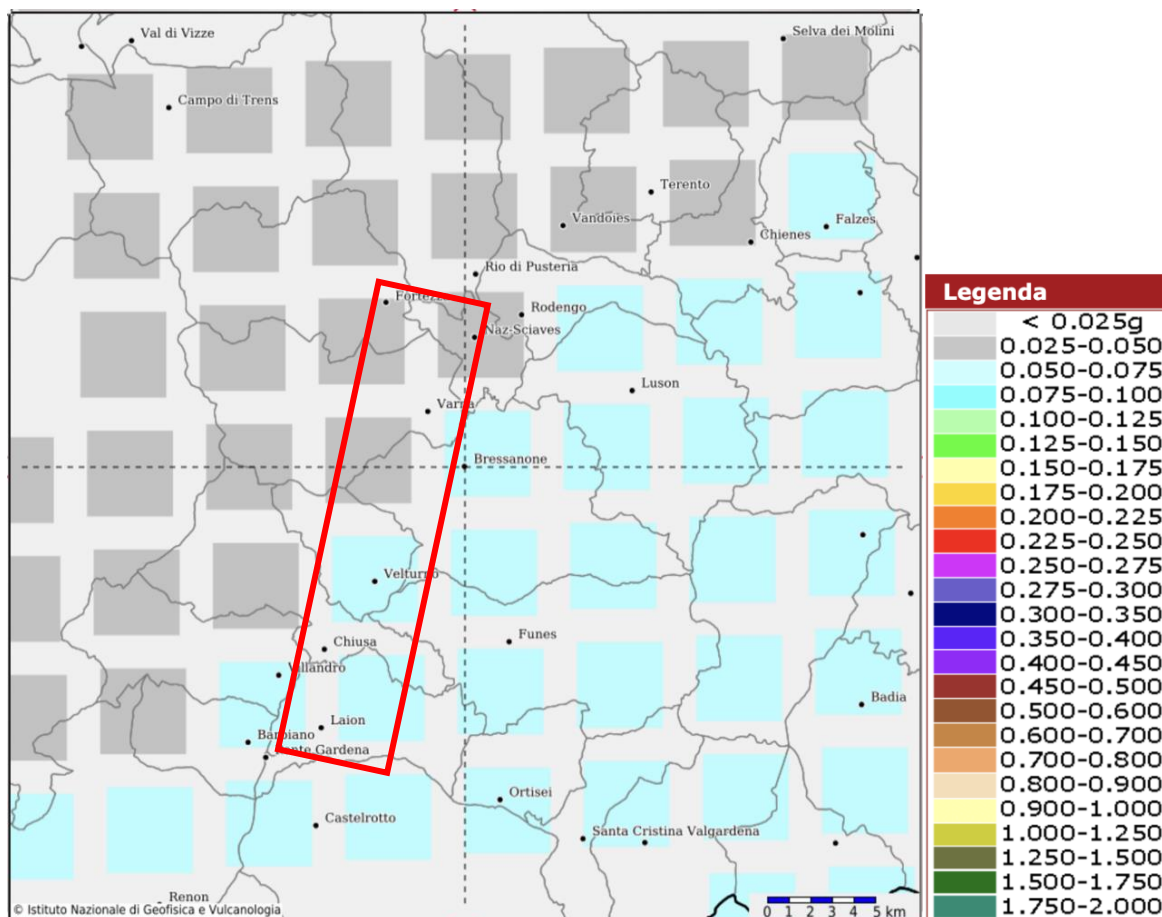 Val di Vizze
Selva dei Molini
Campo di Trens
Terento
Vandoies
Falzes
Chienes
Rio di Pusteria
Rodengo
Naz-Sciaves
Luson
Varna
Bressanone
Velturno
Funes
Chiusa
Villandro
Badia
Laion
Barbiano
Ponte Gardena
Ortisei
Castelrotto
Santa Cristina Valgardena
Renon
© Istituto Nazionale di Geofisica e Vulcanologia
0 1 2 3 4 5 km
Legenda
< 0.025g
0.025-0.050
0.050-0.075
0.075-0.100
0.100-0.125
0.125-0.150
0.150-0.175
0.175-0.200
0.200-0.225
0.225-0.250
0.250-0.275
0.275-0.300
0.300-0.350
0.350-0.400
0.400-0.450
0.450-0.500
0.500-0.600
0.600-0.700
0.700-0.800
0.800-0.900
0.900-1.000
1.000-1.250
1.250-1.500
1.500-1.750
1.750-2.000